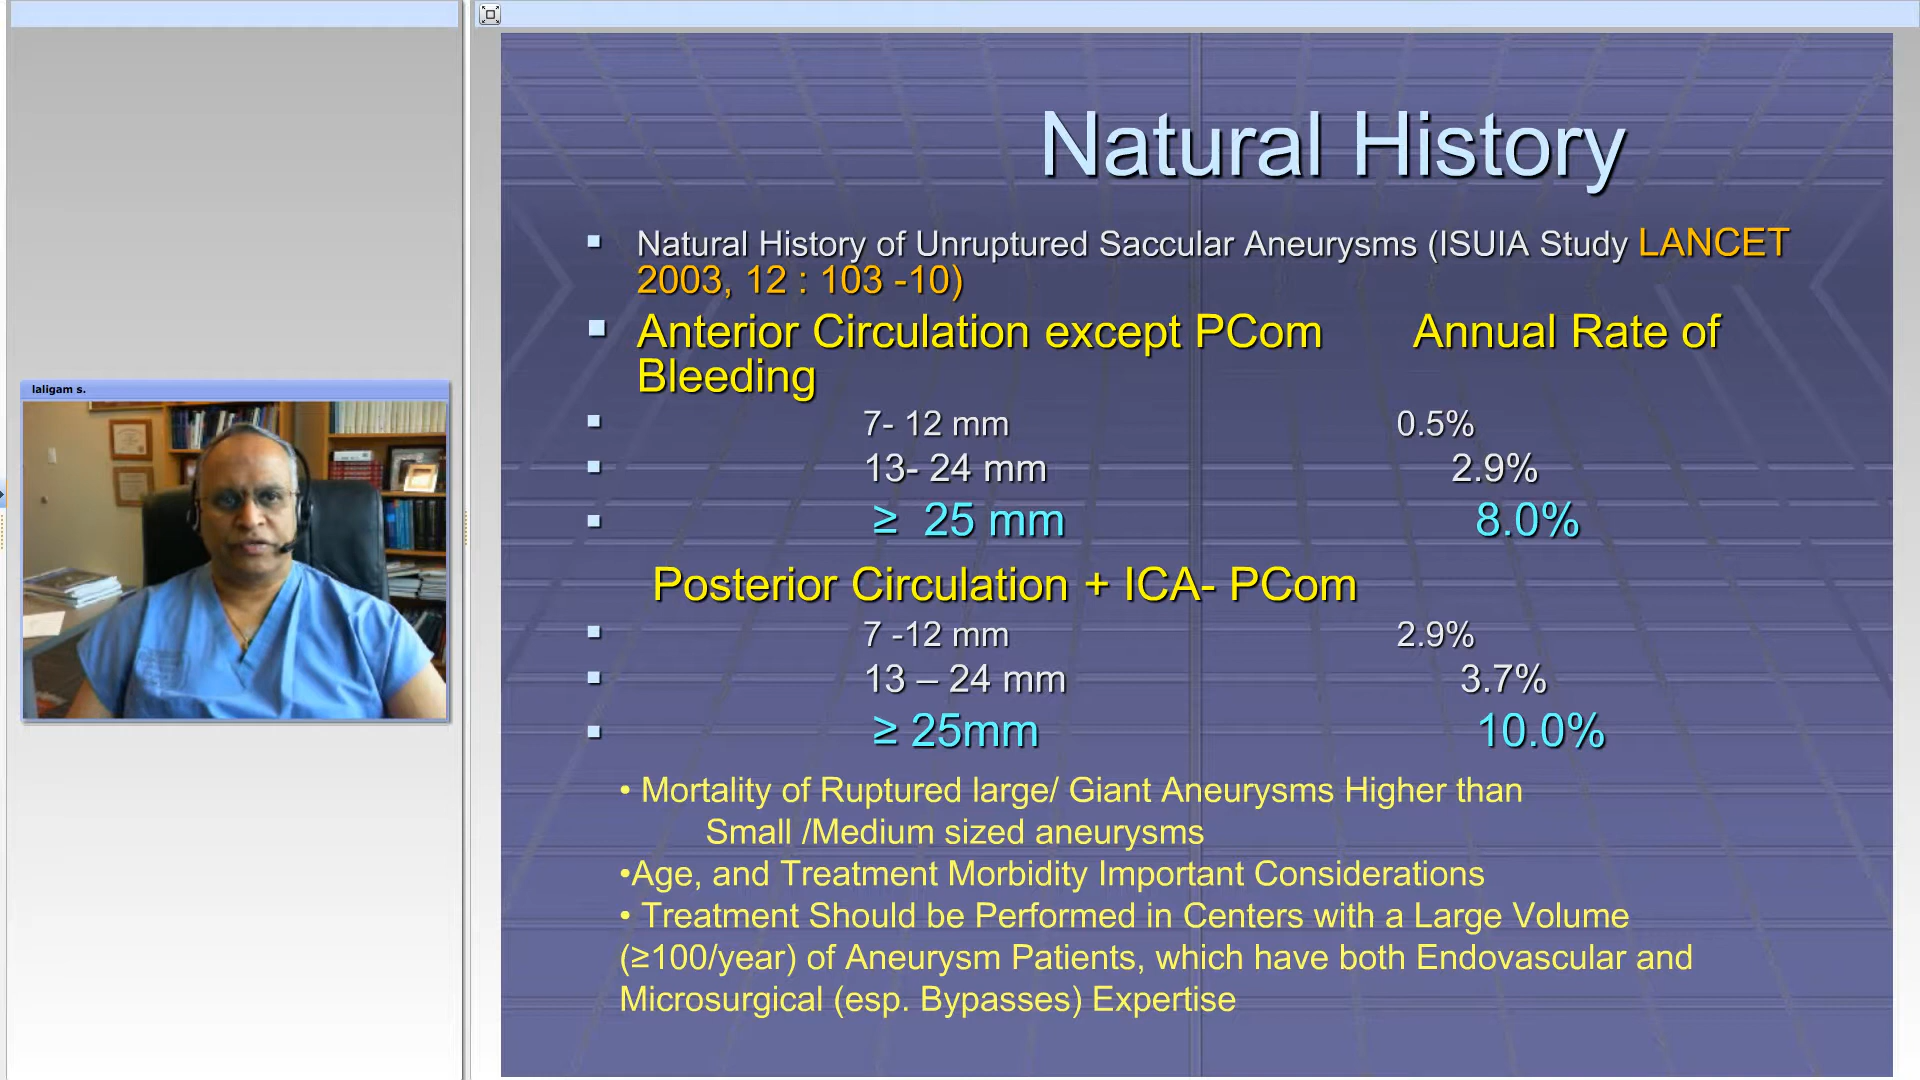 laligam s.
Natural History
▪ Natural History of Unruptured Saccular Aneurysms (ISUIA Study LANCET
2003, 12 : 103 -10)
▪ Anterior Circulation except PCom Annual Rate of
Bleeding
▪ 7- 12 mm 0.5%
▪ 13- 24 mm 2.9%
▪ ≥ 25 mm 8.0%
Posterior Circulation + ICA- PCom
▪ 7 -12 mm 2.9%
▪ 13 – 24 mm 3.7%
▪ ≥ 25mm 10.0%
• Mortality of Ruptured large/ Giant Aneurysms Higher than
Small /Medium sized aneurysms
•Age, and Treatment Morbidity Important Considerations
• Treatment Should be Performed in Centers with a Large Volume
(≥100/year) of Aneurysm Patients, which have both Endovascular and
Microsurgical (esp. Bypasses) Expertise